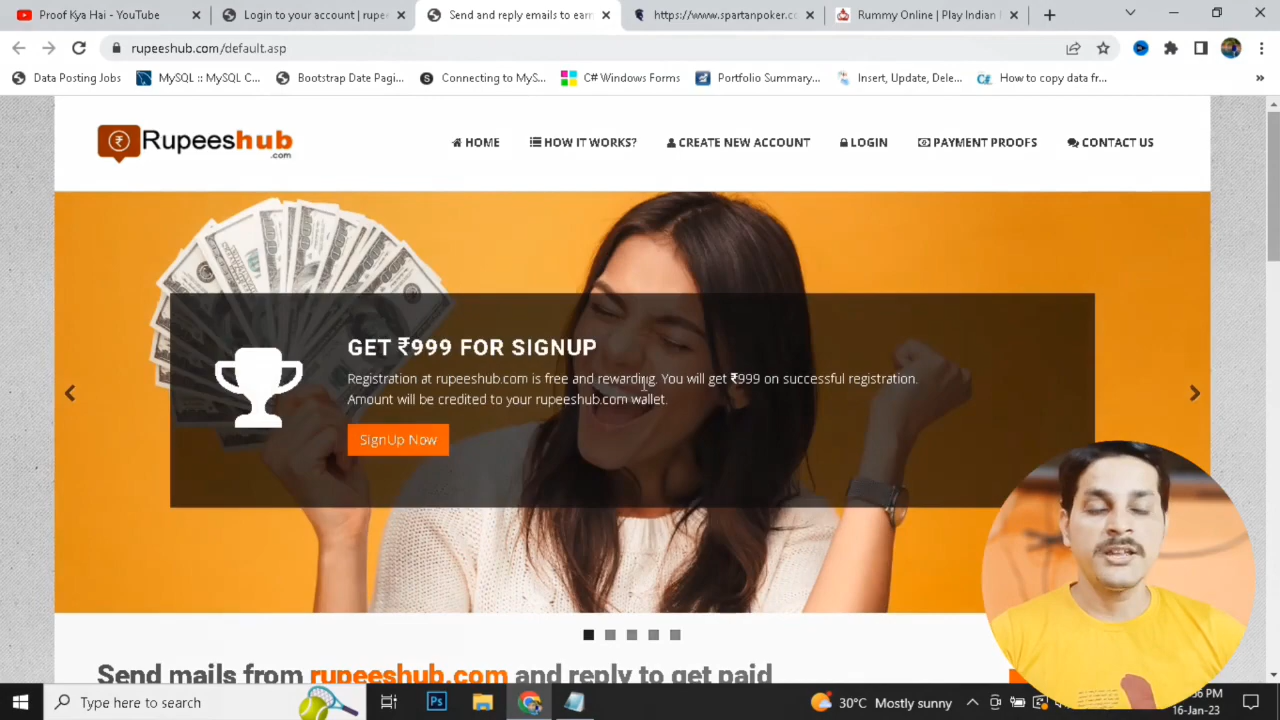 Proof Kya Hai - YouTube
Login to your account | rupe
Send and reply emails to earn
https://www.spartanpoker.co
Rummy Online | Play Indian
rupeeshub.com/default.asp
Data Posting Jobs
MySQL :: MySQL C...
Bootstrap Date Pagi...
Connecting to MyS...
C# Windows Forms
Portfolio Summary...
Insert, Update, Dele...
How to copy data fr...
»
Rupeeshub
.com
HOME
HOW IT WORKS?
CREATE NEW ACCOUNT
LOGIN
PAYMENT PROOFS
CONTACT US
GET ₹999 FOR SIGNUP
Registration at rupeeshub.com is free and rewarding. You will get ₹999 on successful registration.
Amount will be credited to your rupeeshub.com wallet.
SignUp Now
Send mails from rupeeshub.com and reply to get paid
Type here to search
Ps
30°C Mostly sunny
PM
16-Jan-23